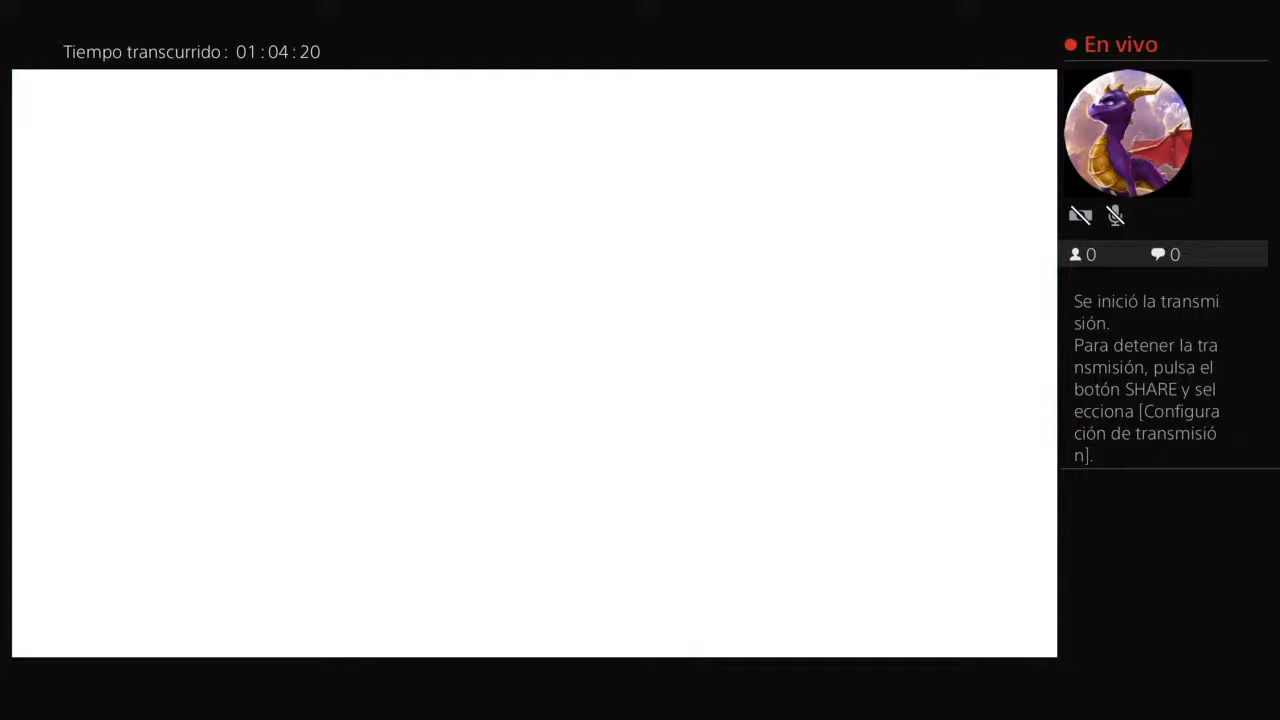 Tiempo transcurrido: 01:04:20
En vivo
0
0
Se inició la transmi
sión.
Para detener la tra
nsmisión, pulsa el
botón SHARE y sel
ecciona [Configura
ción de transmisió
n].